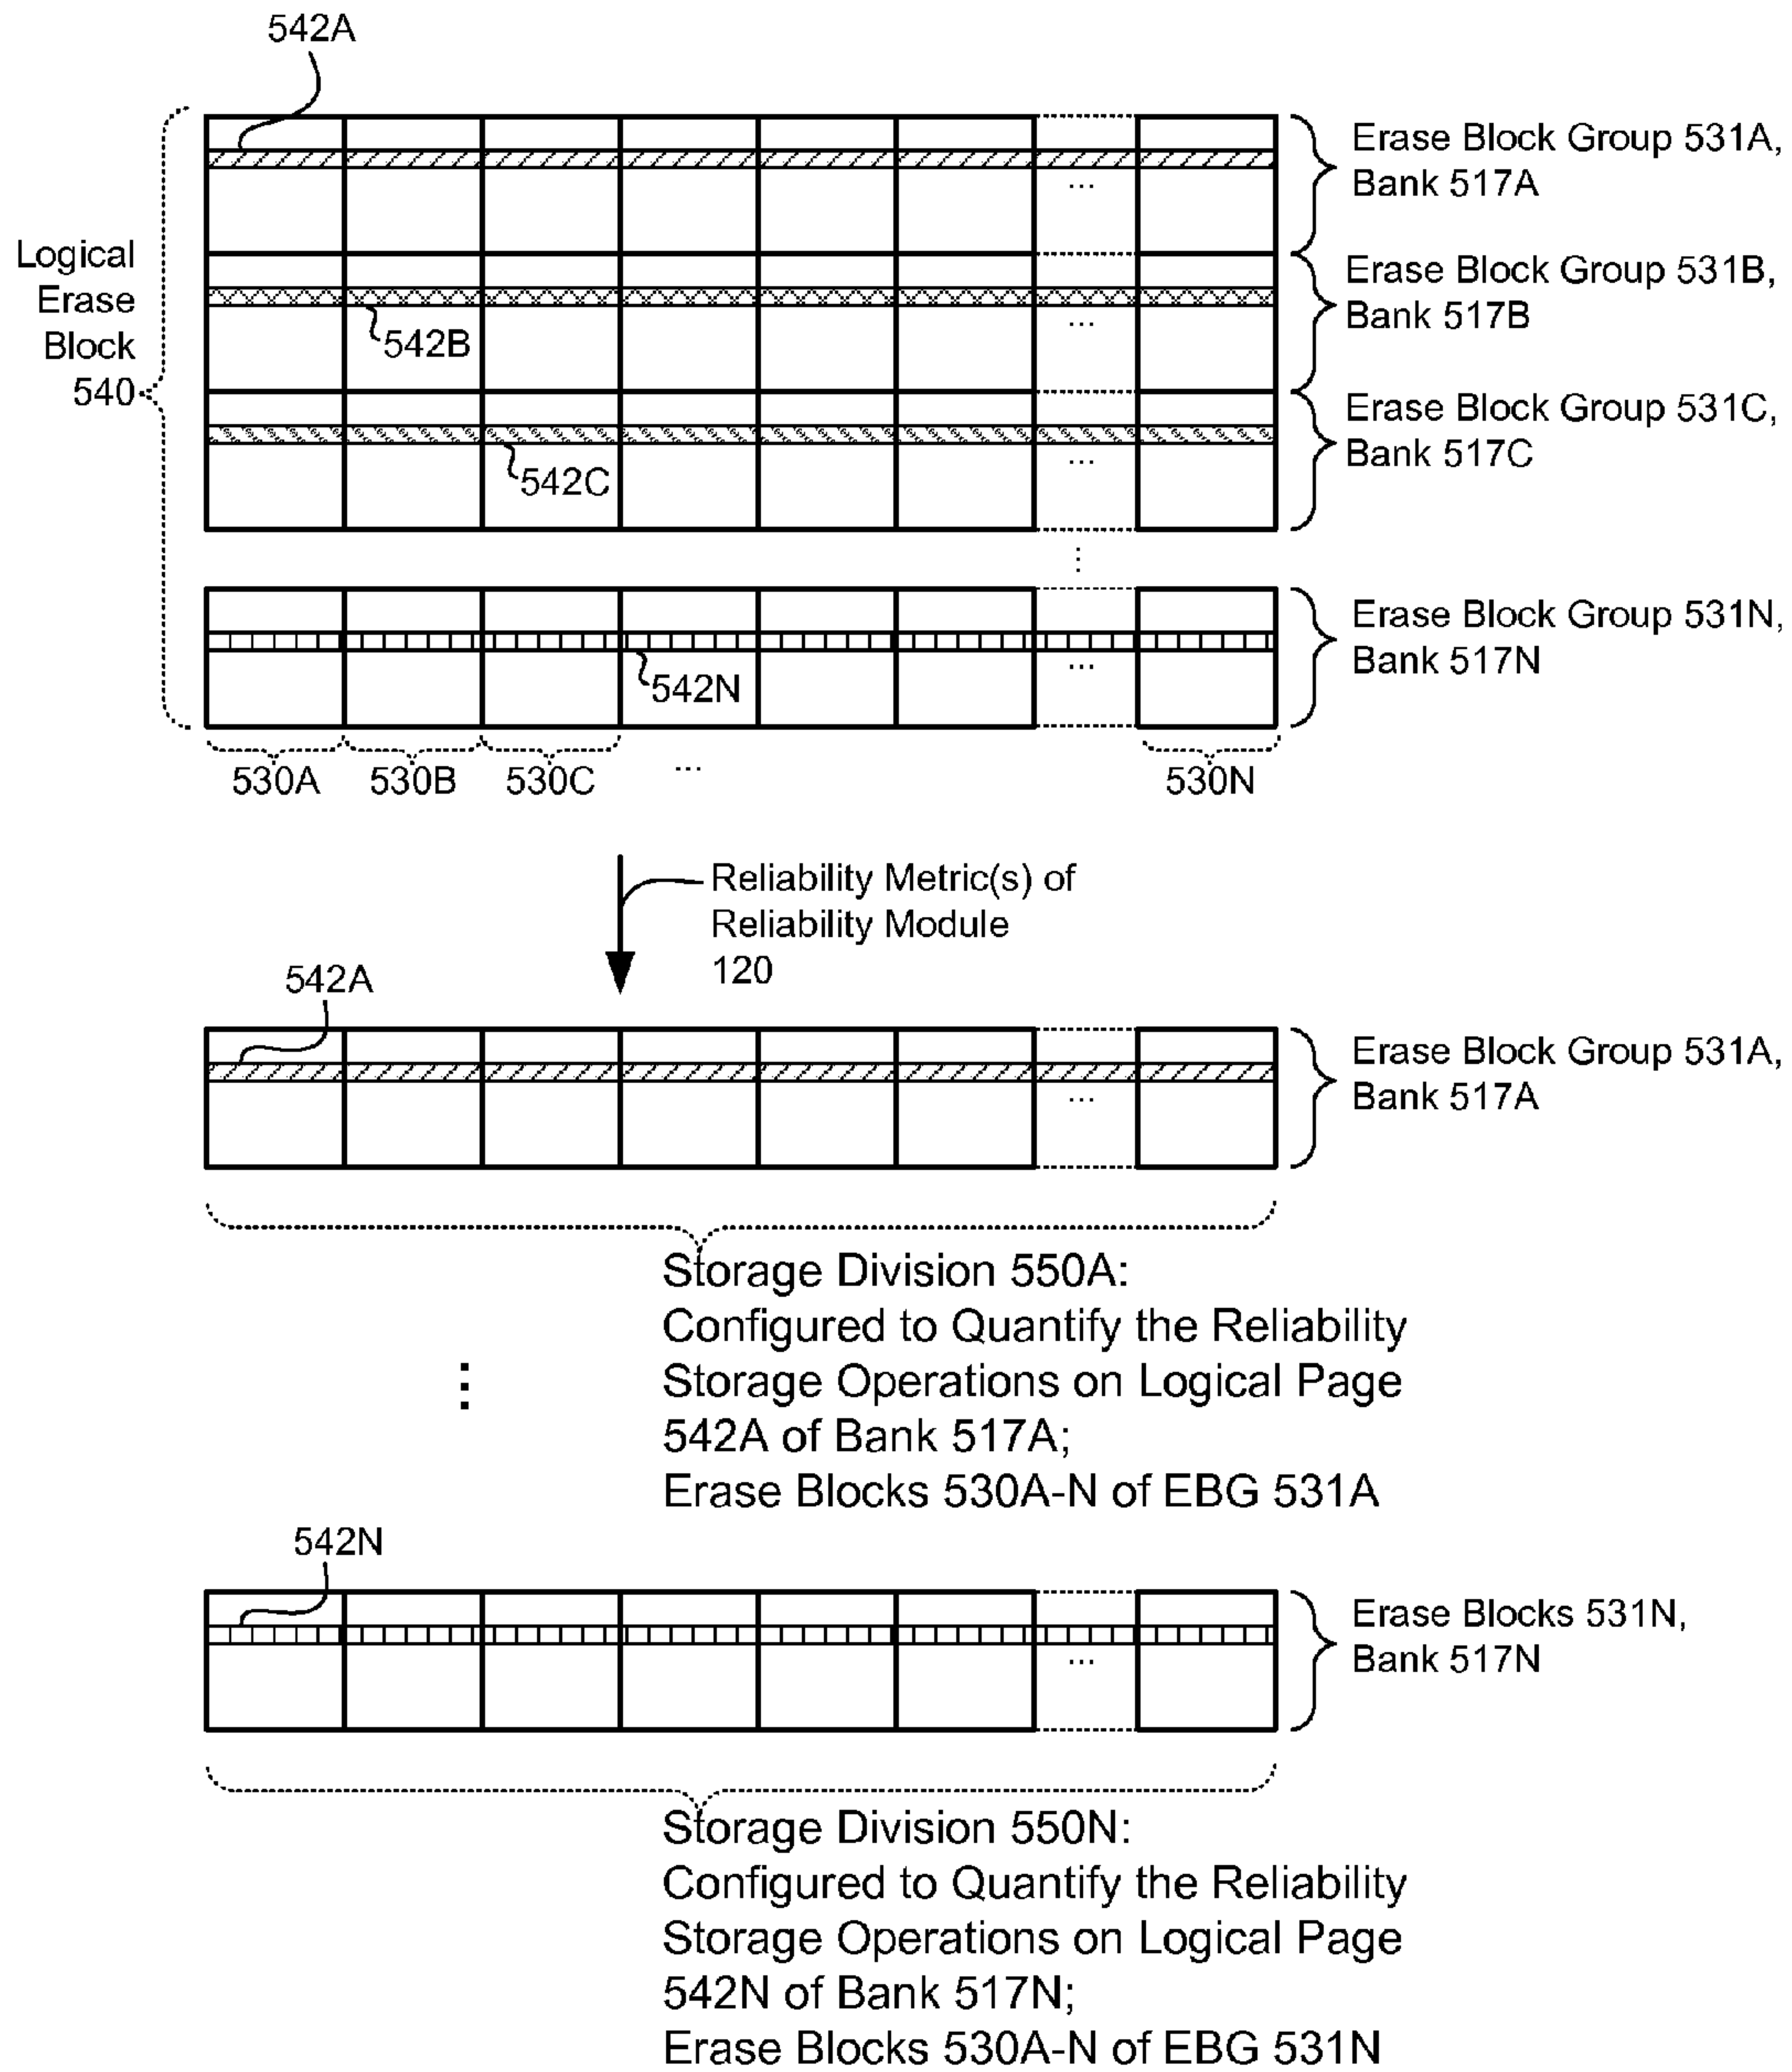 542A
Erase Block Group 531A,
Bank 517A
...
Logical
Erase
Block
540
Erase Block Group 531B,
Bank 517B
...
542B
Erase Block Group 531C,
Bank 517C
...
542C
...
Erase Block Group 531N,
Bank 517N
...
542N
530A 530B 530C ... 530N
Reliability Metric(s) of
Reliability Module
120
542A
Erase Block Group 531A,
Bank 517A
...
Storage Division 550A:
Configured to Quantify the Reliability
Storage Operations on Logical Page
542A of Bank 517A;
Erase Blocks 530A-N of EBG 531A
...
542N
Erase Blocks 531N,
Bank 517N
...
Storage Division 550N:
Configured to Quantify the Reliability
Storage Operations on Logical Page
542N of Bank 517N;
Erase Blocks 530A-N of EBG 531N